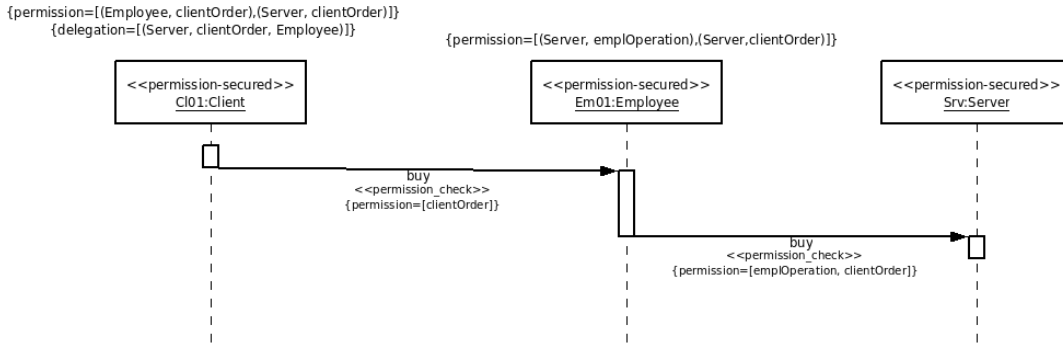 {permission=[(Employee, clientOrder),(Server, clientOrder)]}
{delegation=[(Server, clientOrder, Employee)]}
{permission=[(Server, emplOperation),(Server,clientOrder)]}
<<permission-secured>>
Cl01:Client
<<permission-secured>>
Em01:Employee
<<permission-secured>>
Srv:Server
buy
<<permission_check>>
{permission=[clientOrder]}
buy
<<permission_check>>
{permission=[emplOperation, clientOrder]}